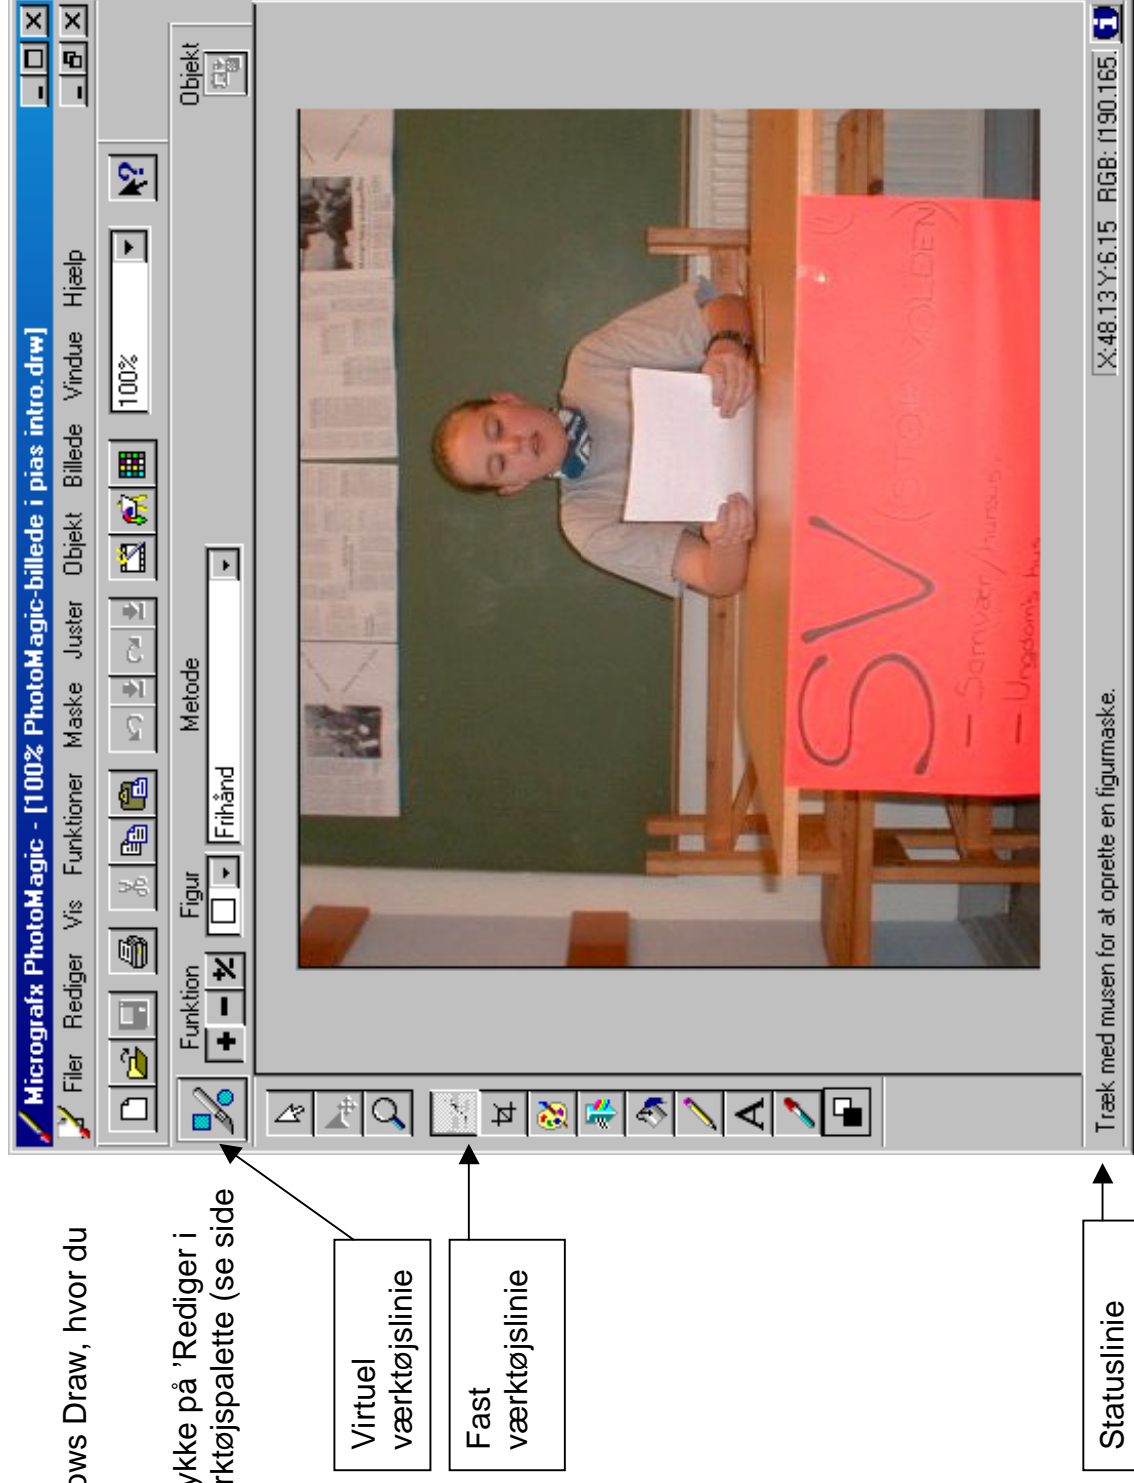 Micrografx PhotoMagic - [100% PhotoMagic-billede i pias intro.drw]
Filer Rediger Vis Funktioner Maske Juster Objekt Billede Vindue Hjælp
100%
Funktion Figur Metode Objekt
Frihånd
SV (STOP VOLDEN)
- Samvær/kursus.
- Ungdoms hus
Træk med musen for at oprette en figurmaske.
X:48.13 Y:6.15 RGB: [190.165.
ows Draw, hvor du
ykke på 'Rediger i
rktøjspalette (se side
Virtuel
værktøjslinie
Fast
værktøjslinie
Statuslinie